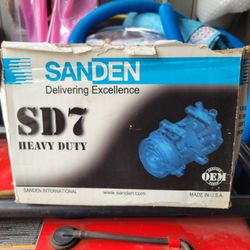 SANDEN
Delivering Excellence
SD7
HEAVY DUTY
OEM
SANDEN INTERNATIONAL
www.sanden.com
MADE IN U.S.A.